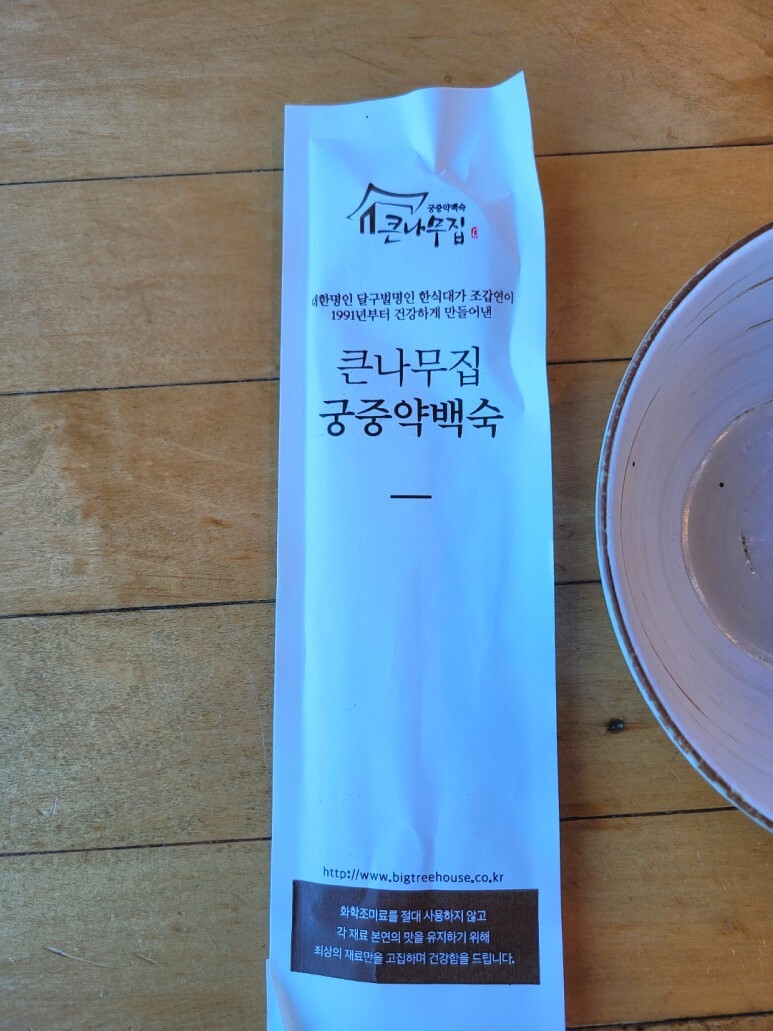 궁중약백숙
큰나무집
대한명인 달구벌명인 한식대가 조갑연이
1991년부터 건강하게 만들어낸
큰나무집
궁중약백숙
http://www.bigtreehouse.co.kr
화학조미료를 절대 사용하지 않고
각 재료 본연의 맛을 유지하기 위해
최상의 재료만을 고집하며 건강함을 드립니다.